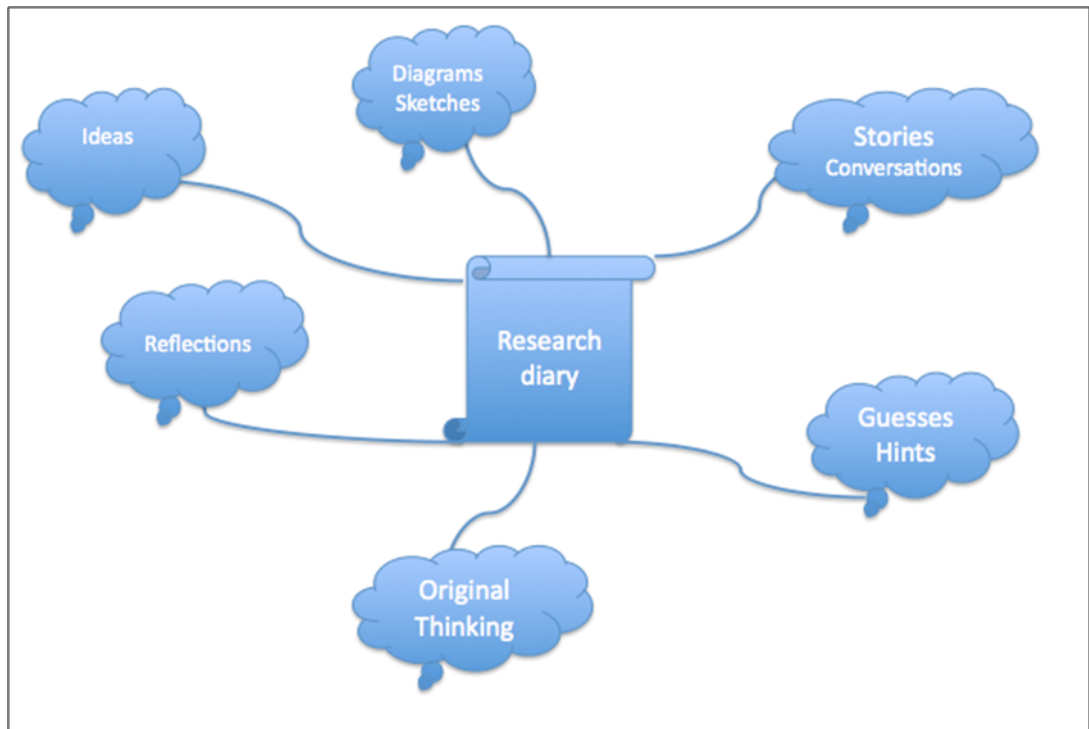 Diagrams
Sketches
Ideas
Stories
Conversations
Reflections
Research
diary
Guesses
Hints
Original
Thinking